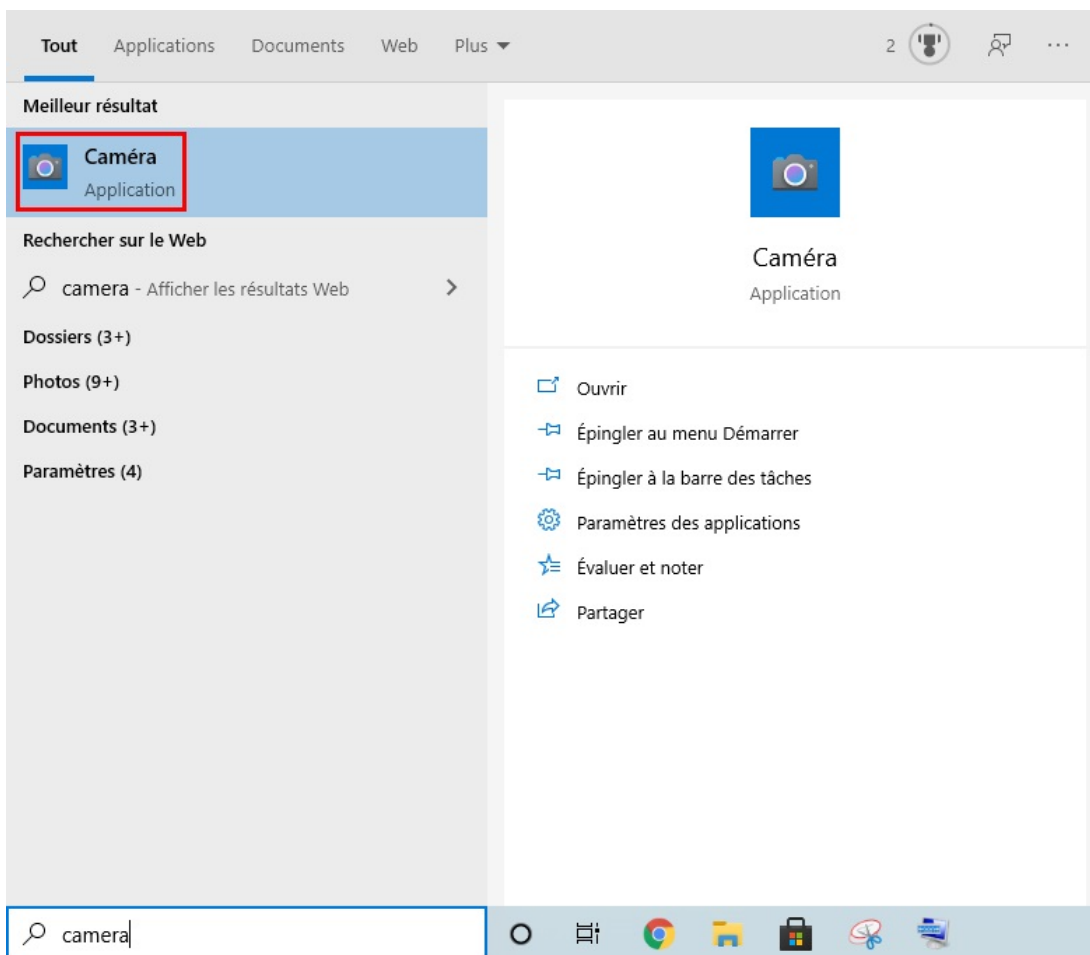 Tout Applications Documents Web Plus 2
Meilleur résultat
Caméra
Application
Rechercher sur le Web
camera - Afficher les résultats Web
Dossiers (3+)
Photos (9+)
Documents (3+)
Paramètres (4)
Caméra
Application
Ouvrir
Épingler au menu Démarrer
Épingler à la barre des tâches
Paramètres des applications
Évaluer et noter
Partager
camera